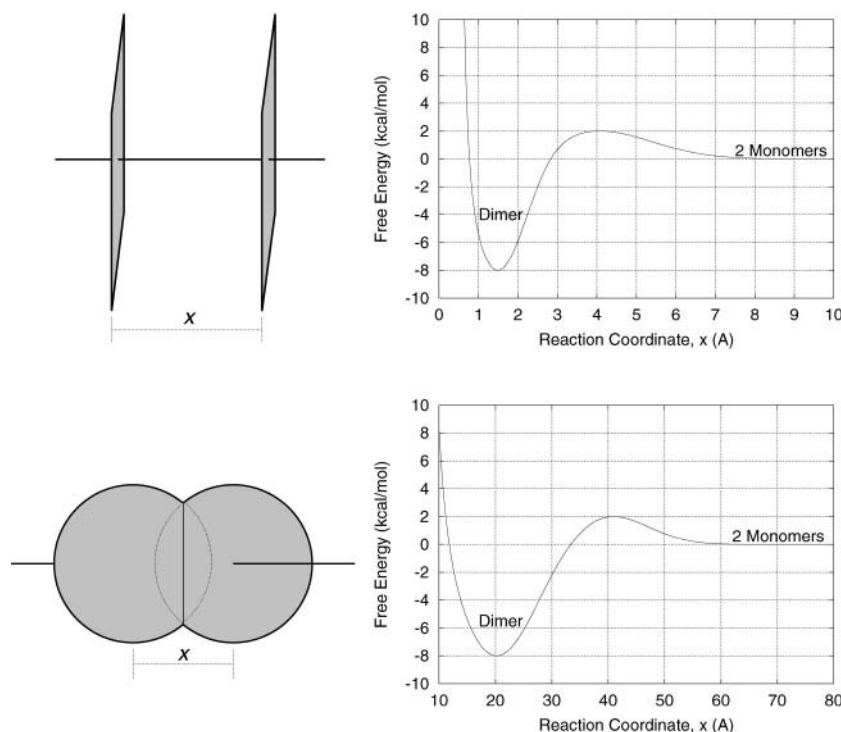 x
10
8
6
4
2
0
-2
-4
-6
-8
-10
Free Energy (kcal/mol)
Dimer
2 Monomers
0 1 2 3 4 5 6 7 8 9 10
Reaction Coordinate, x (A)
x
10
8
6
4
2
0
-2
-4
-6
-8
-10
Free Energy (kcal/mol)
Dimer
2 Monomers
10 20 30 40 50 60 70 80
Reaction Coordinate, x (A)